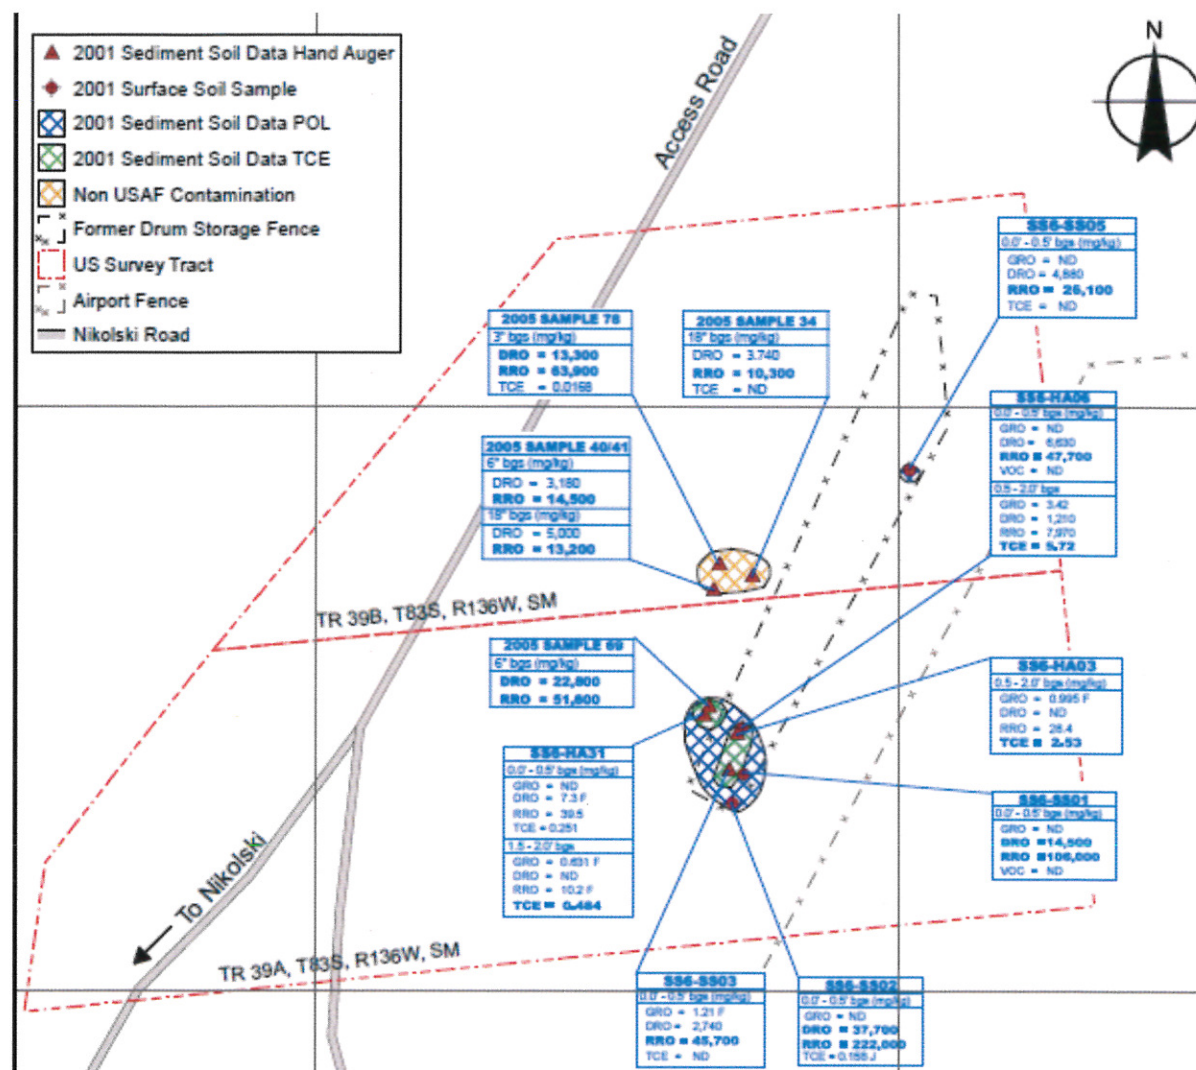 2001 Sediment Soil Data Hand Auger
2001 Surface Soil Sample
2001 Sediment Soil Data POL
2001 Sediment Soil Data TCE
Non USAF Contamination
Former Drum Storage Fence
US Survey Tract
Airport Fence
Nikolski Road
Access Road
N
SS6-SS05
0.0' - 0.5' bgs (mg/kg)
GRO = ND
DRO = 4,880
RRO = 25,100
TCE = ND
2005 SAMPLE 78
3" bgs (mg/kg)
DRO = 13,300
RRO = 63,900
TCE = 0.0168
2005 SAMPLE 34
18" bgs (mg/kg)
DRO = 3.740
RRO = 10,300
TCE = ND
SS6-HA06
0.0' - 0.5' bgs (mg/kg)
GRO = ND
DRO = 6,630
RRO = 47,700
VOC = ND
0.5 - 2.0' bgs
GRO = 3.42
DRO = 1,210
RRO = 7,970
TCE = 5.72
2005 SAMPLE 40/41
6" bgs (mg/kg)
DRO = 3,180
RRO = 14,500
18" bgs (mg/kg)
DRO = 5,000
RRO = 13,200
TR 39B, T83S, R136W, SM
2005 SAMPLE 69
6" bgs (mg/kg)
DRO = 22,800
RRO = 51,600
SS6-HA03
0.5 - 2.0' bgs (mg/kg)
GRO = 0.995 F
DRO = ND
RRO = 28.4
TCE = 2.53
SS6-HA31
0.0' - 0.5' bgs (mg/kg)
GRO = ND
DRO = 7.3 F
RRO = 39.5
TCE = 0.251
1.5 - 2.0' bgs
GRO = 0.631 F
DRO = ND
RRO = 10.2 F
TCE = 0.484
SS6-SS01
0.0' - 0.5' bgs (mg/kg)
GRO = ND
DRO = 14,500
RRO = 106,000
VOC = ND
To Nikolski
TR 39A, T83S, R136W, SM
SS6-SS03
0.0' - 0.5' bgs (mg/kg)
GRO = 1.21 F
DRO = 2,740
RRO = 45,700
TCE = ND
SS6-SS02
0.0' - 0.5' bgs (mg/kg)
GRO = ND
DRO = 37,700
RRO = 222,000
TCE = 0.168 J